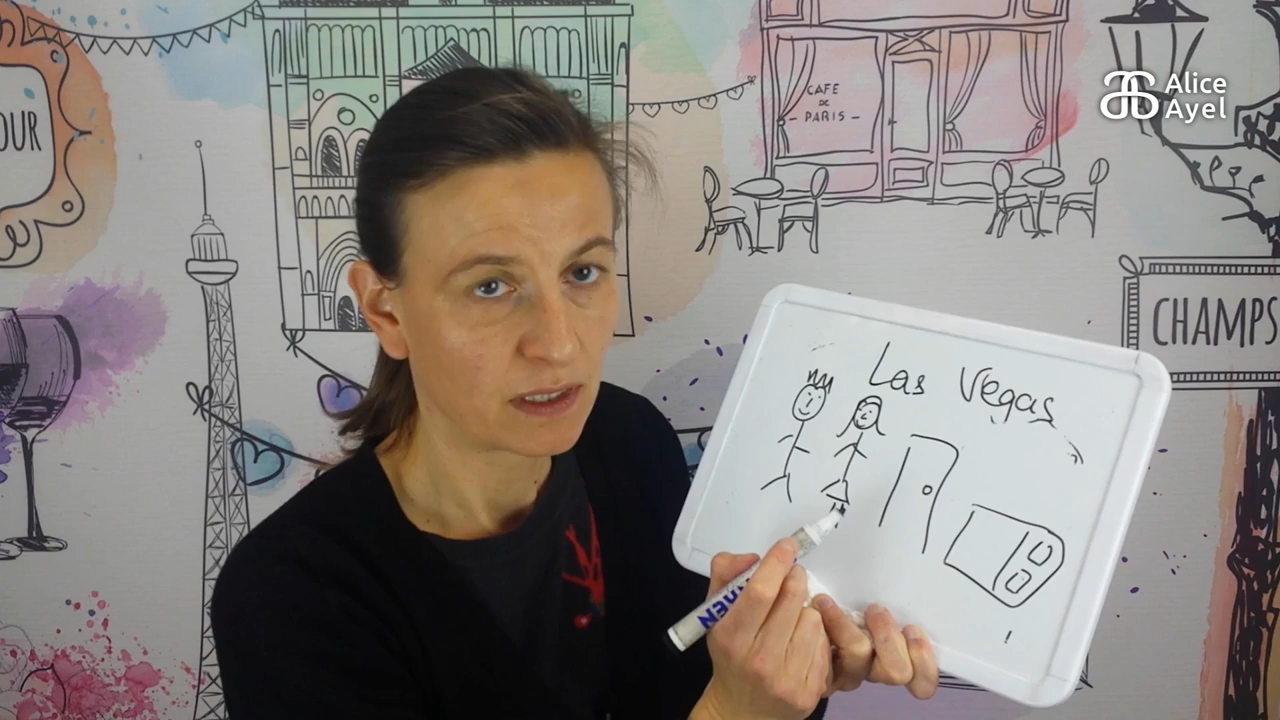 OUR
CAFE
DE
- PARIS -
Alice
Ayel
CHAMPS
Las Vegas